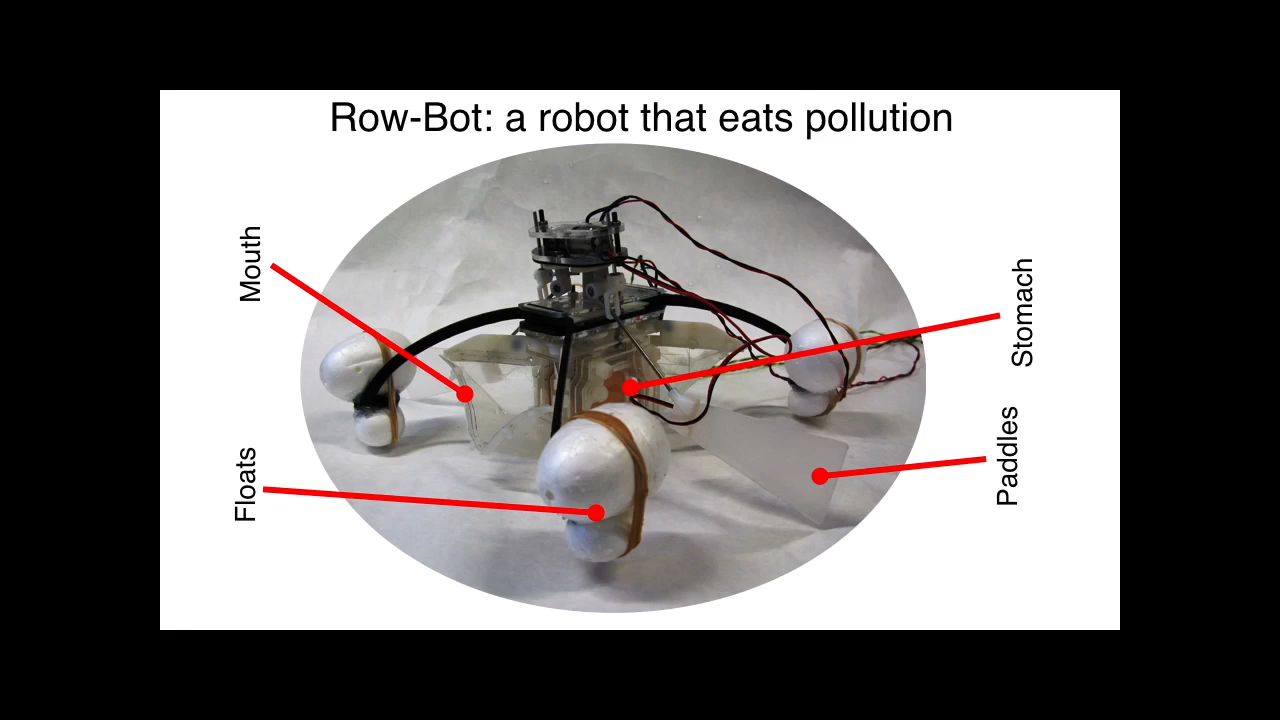 Row-Bot: a robot that eats pollution
Mouth
Stomach
Floats
Paddles